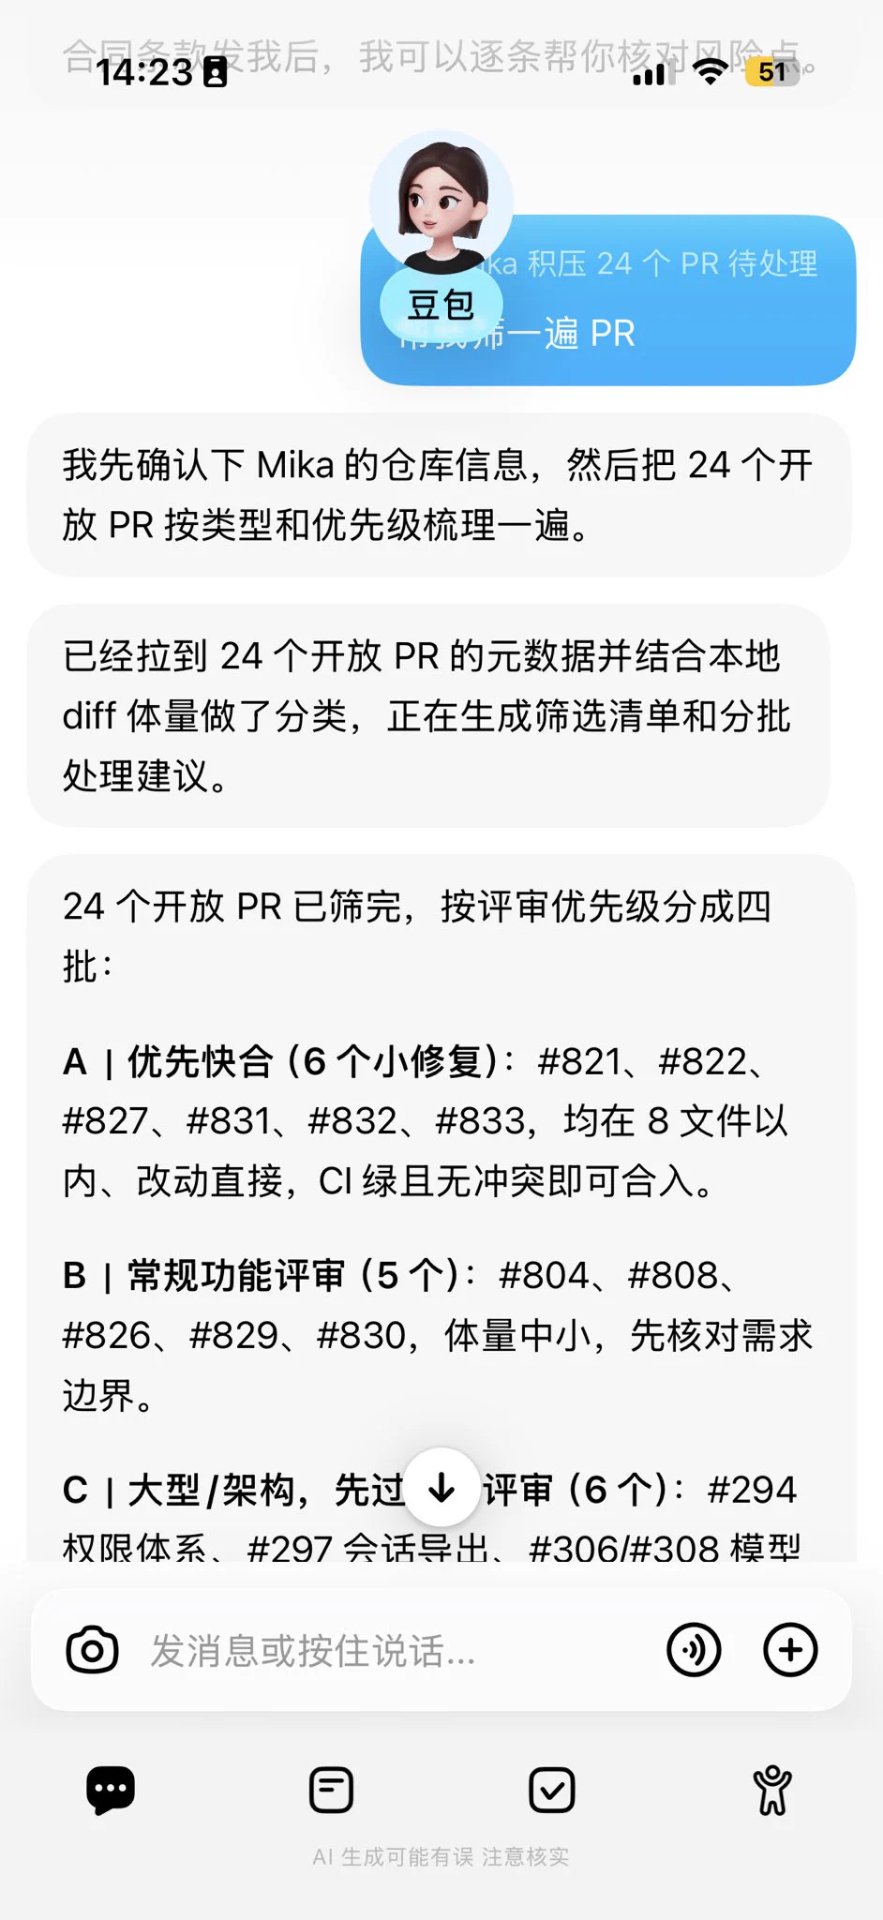 合同条款发我后，我可以逐条帮你核对风险点。
14:23
51
ka 积压 24 个 PR 待处理
豆包
帮我筛一遍 PR
我先确认下 Mika 的仓库信息，然后把 24 个开
放 PR 按类型和优先级梳理一遍。
已经拉到 24 个开放 PR 的元数据并结合本地
diff 体量做了分类，正在生成筛选清单和分批
处理建议。
24 个开放 PR 已筛完，按评审优先级分成四
批：
A | 优先快合（6 个小修复）：#821、#822、
#827、#831、#832、#833，均在 8 文件以
内、改动直接，CI 绿且无冲突即可合入。
B | 常规功能评审（5 个）：#804、#808、
#826、#829、#830，体量中小，先核对需求
边界。
C | 大型/架构，先过 评审（6 个）：#294
权限体系、#297 会话导出、#306/#308 模型
发消息或按住说话...
AI 生成可能有误 注意核实